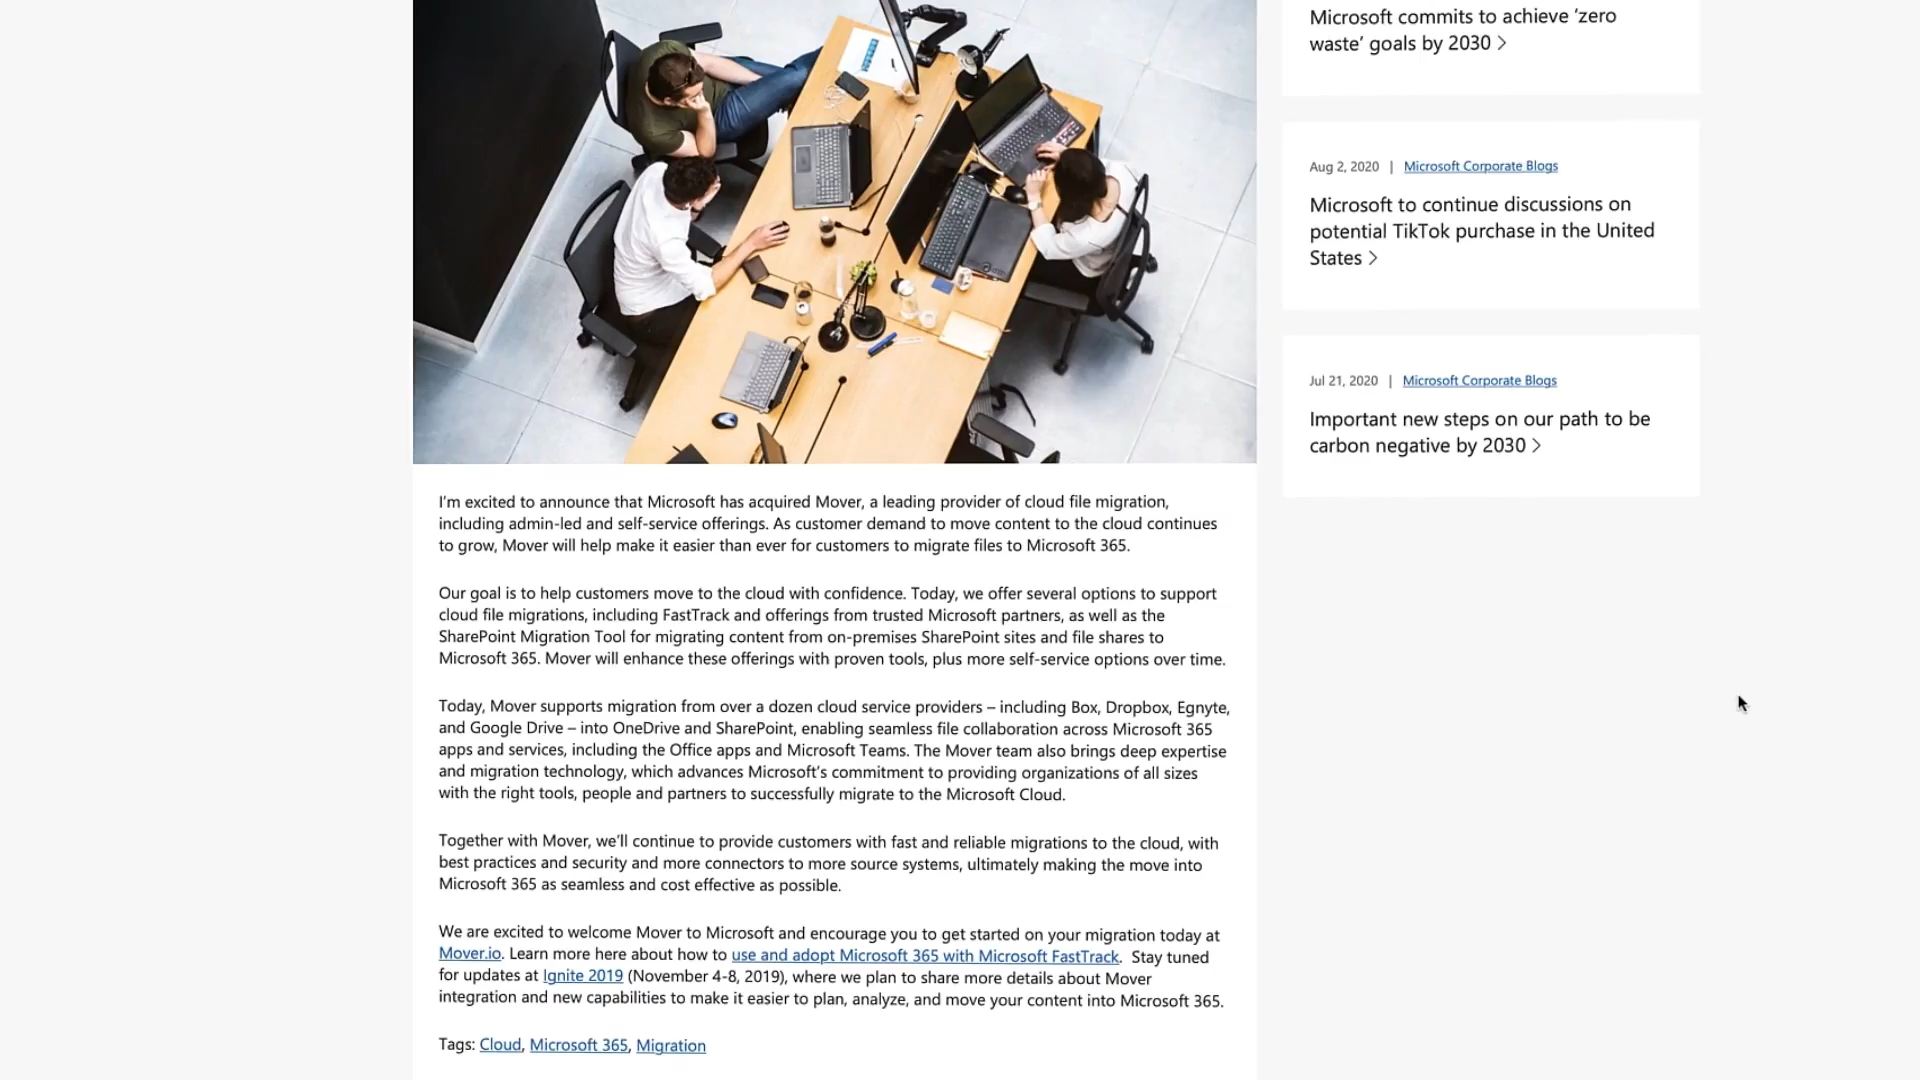 I'm excited to announce that Microsoft has acquired Mover, a leading provider of cloud file migration,
including admin-led and self-service offerings. As customer demand to move content to the cloud continues
to grow, Mover will help make it easier than ever for customers to migrate files to Microsoft 365.
Our goal is to help customers move to the cloud with confidence. Today, we offer several options to support
cloud file migrations, including FastTrack and offerings from trusted Microsoft partners, as well as the
SharePoint Migration Tool for migrating content from on-premises SharePoint sites and file shares to
Microsoft 365. Mover will enhance these offerings with proven tools, plus more self-service options over time.
Today, Mover supports migration from over a dozen cloud service providers – including Box, Dropbox, Egnyte,
and Google Drive – into OneDrive and SharePoint, enabling seamless file collaboration across Microsoft 365
apps and services, including the Office apps and Microsoft Teams. The Mover team also brings deep expertise
and migration technology, which advances Microsoft's commitment to providing organizations of all sizes
with the right tools, people and partners to successfully migrate to the Microsoft Cloud.
Together with Mover, we'll continue to provide customers with fast and reliable migrations to the cloud, with
best practices and security and more connectors to more source systems, ultimately making the move into
Microsoft 365 as seamless and cost effective as possible.
We are excited to welcome Mover to Microsoft and encourage you to get started on your migration today at
Mover.io. Learn more here about how to use and adopt Microsoft 365 with Microsoft FastTrack. Stay tuned
for updates at Ignite 2019 (November 4-8, 2019), where we plan to share more details about Mover
integration and new capabilities to make it easier to plan, analyze, and move your content into Microsoft 365.
Tags: Cloud, Microsoft 365, Migration
Microsoft commits to achieve 'zero
waste' goals by 2030 >
Aug 2, 2020 | Microsoft Corporate Blogs
Microsoft to continue discussions on
potential TikTok purchase in the United
States >
Jul 21, 2020 | Microsoft Corporate Blogs
Important new steps on our path to be
carbon negative by 2030 >